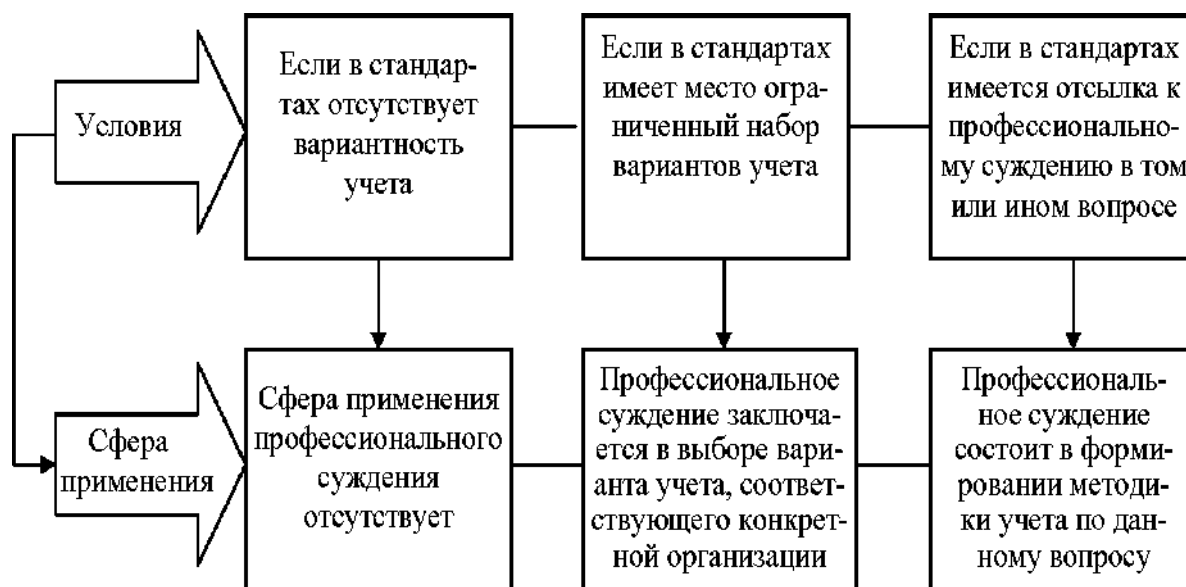 Условия
Если в стандар-
тах отсутствует
вариантность
учета
Если в стандартах
имеет место огра-
ниченный набор
вариантов учета
Если в стандартах
имеется отсылка к
профессионально-
му суждению в том
или ином вопросе
Сфера
применения
Сфера применения
профессионального
суждения
отсутствует
Профессиональное
суждение заключа-
ется в выборе вари-
анта учета, соответ-
ствующего конкрет-
ной организации
Профессиональ-
ное суждение
состоит в форми-
ровании методи-
ки учета по дан-
ному вопросу